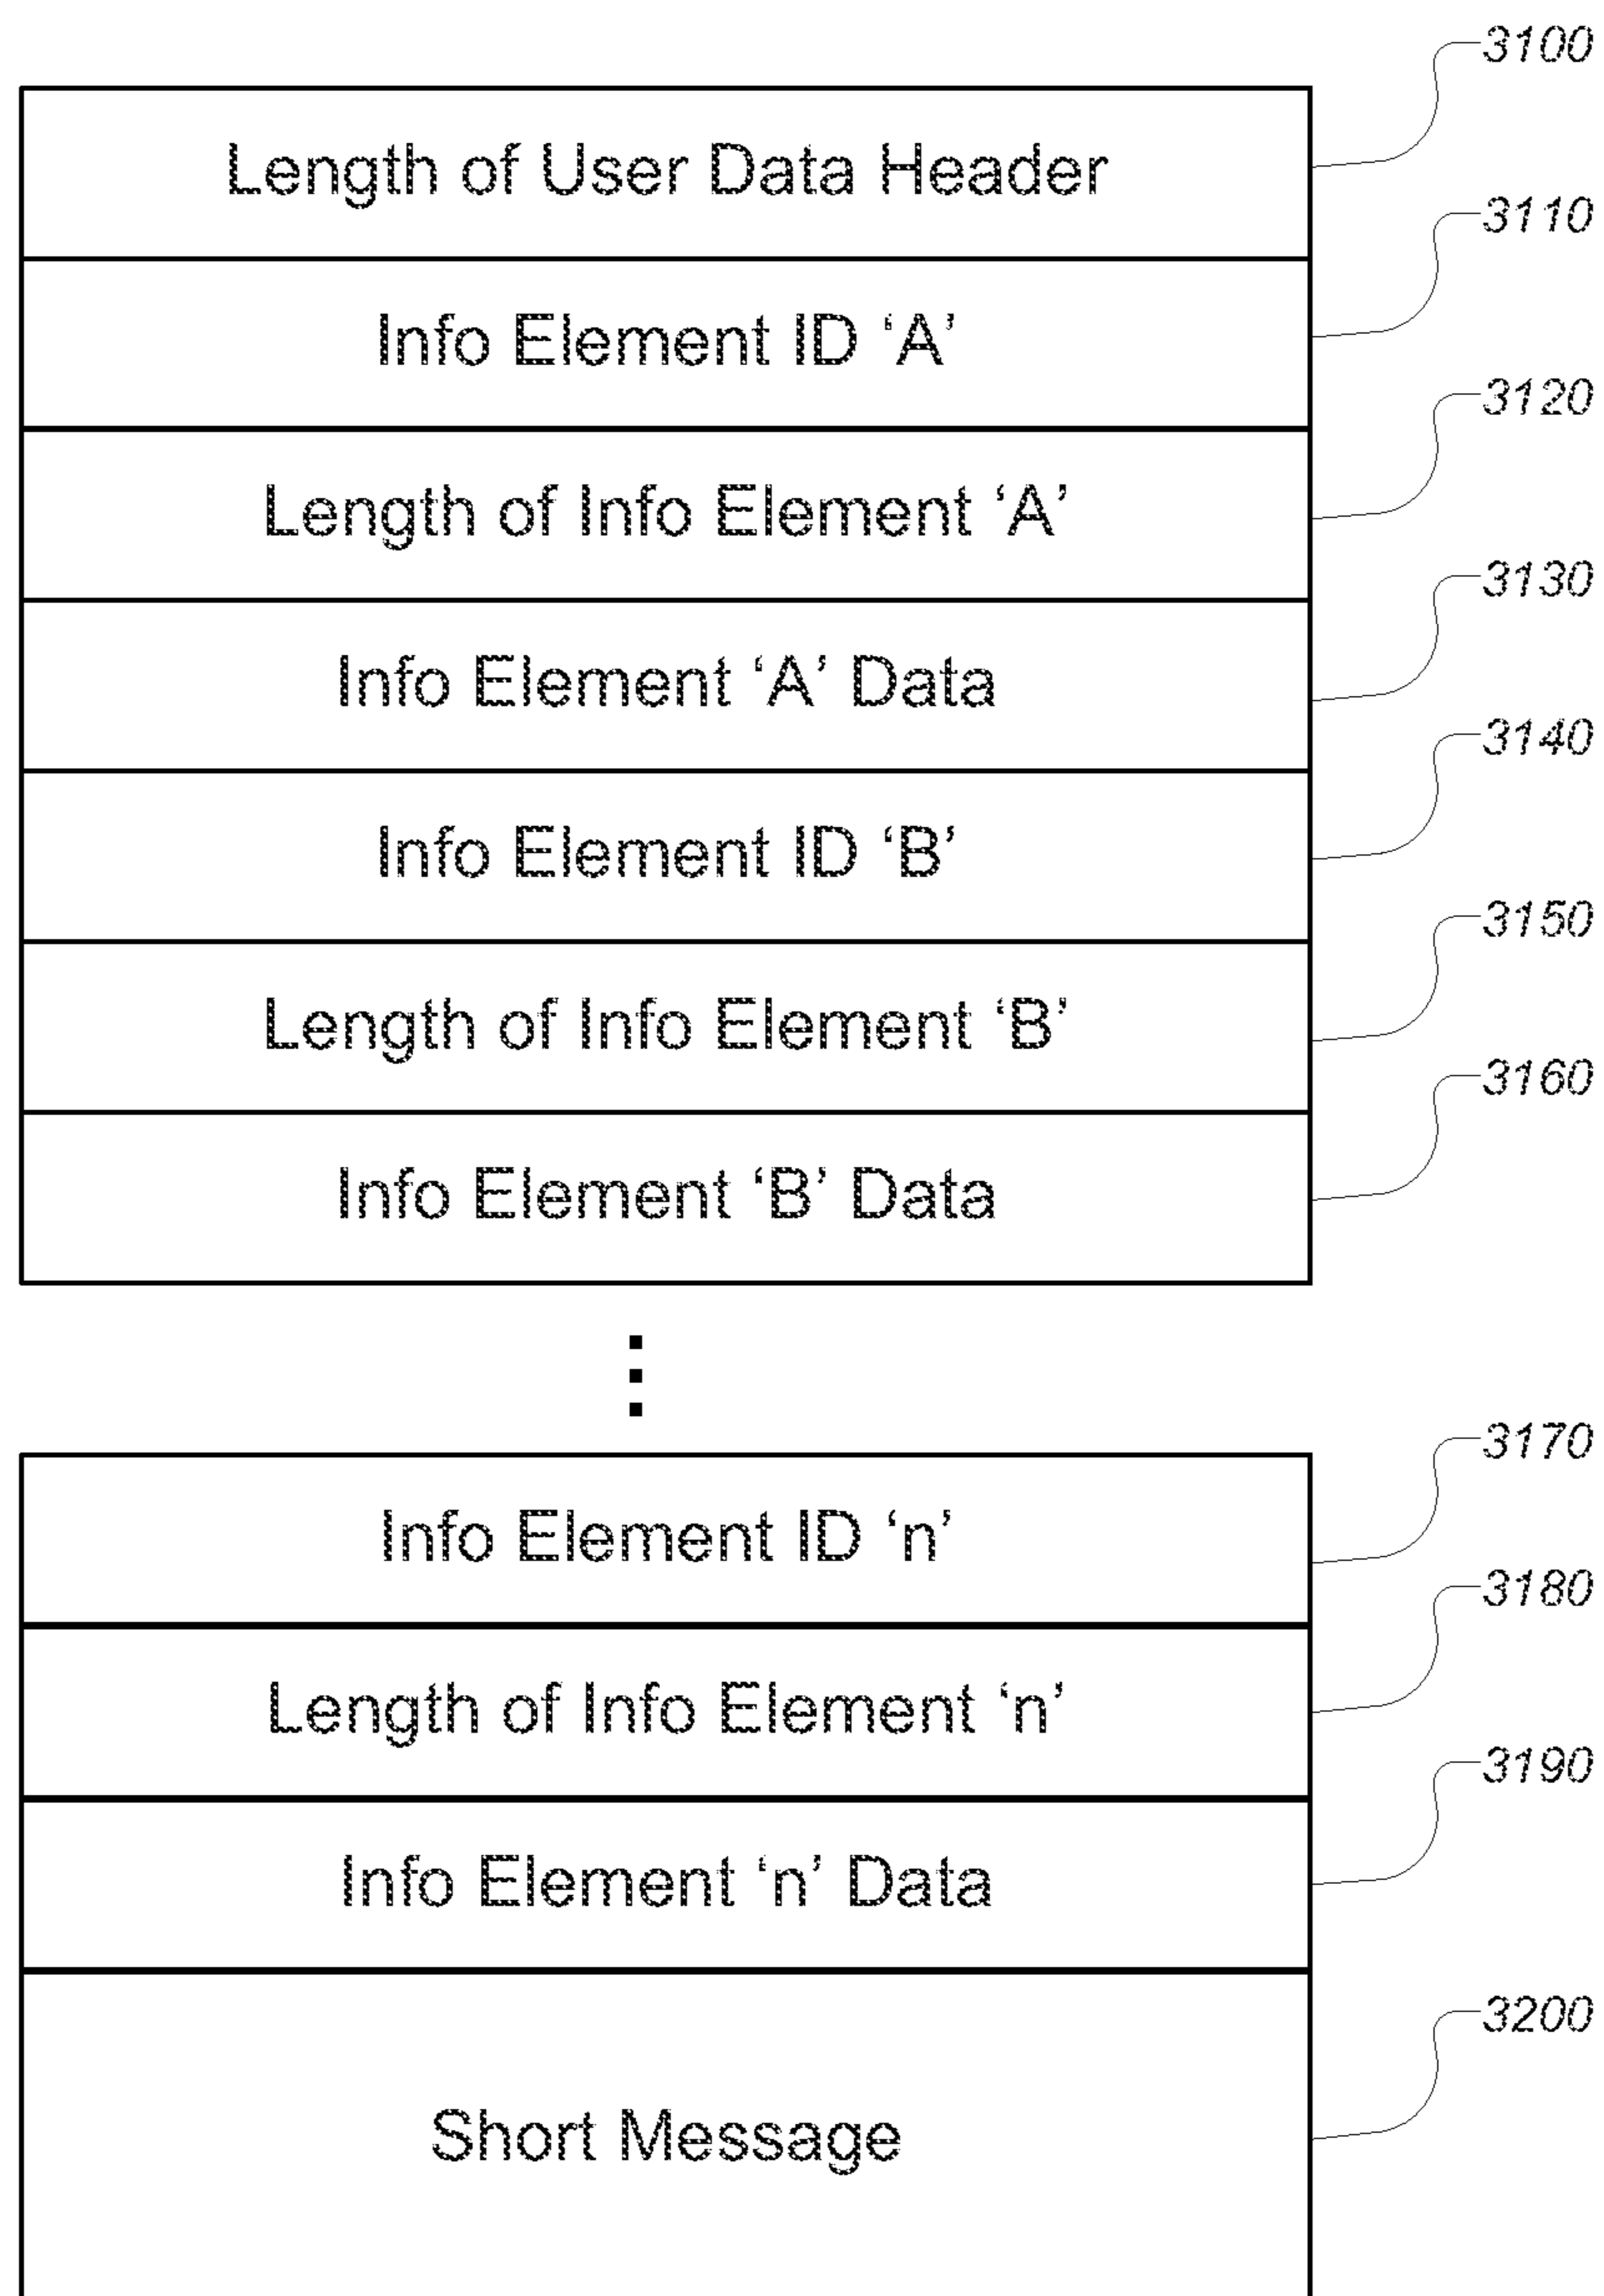 3100
Length of User Data Header
3110
Info Element ID ‘A’
3120
Length of Info Element ‘A’
3130
Info Element ‘A’ Data
3140
Info Element ID ‘B’
3150
Length of Info Element ‘B’
3160
Info Element ‘B’ Data
3170
Info Element ID ‘n’
3180
Length of Info Element ‘n’
3190
Info Element ‘n’ Data
3200
Short Message